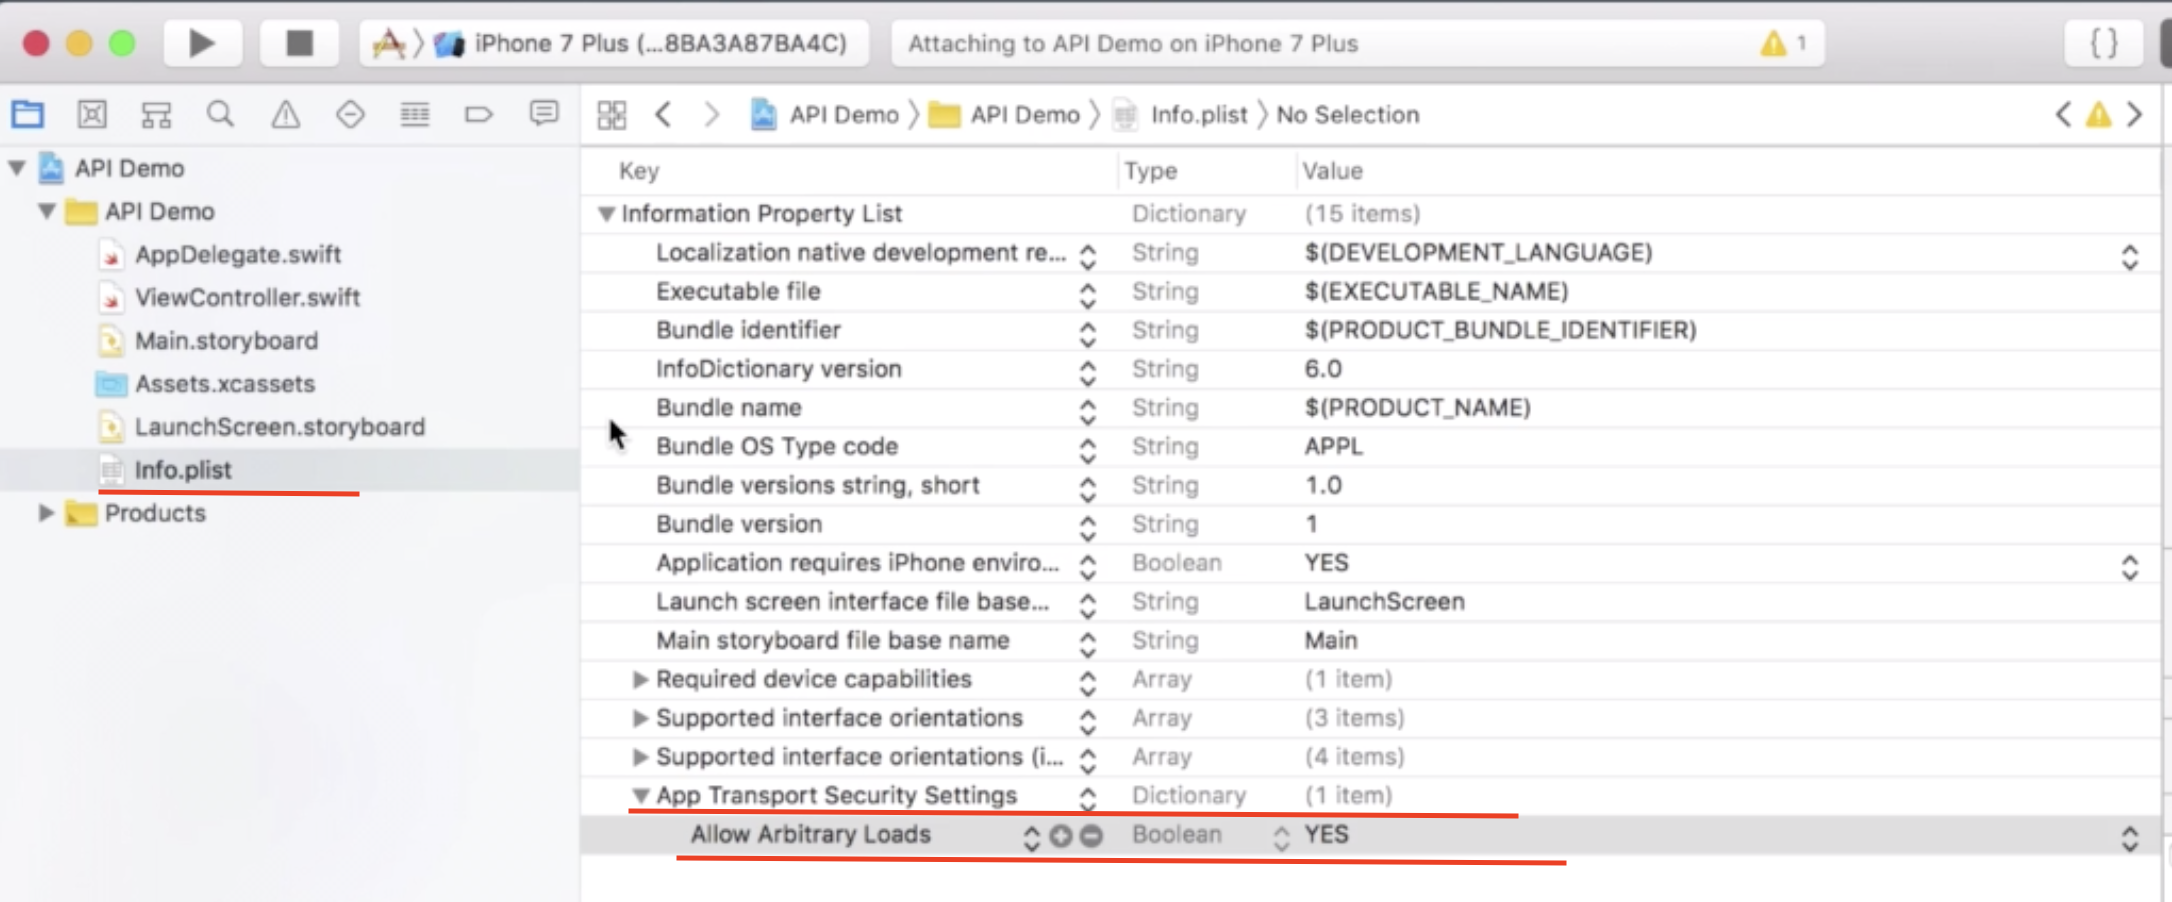 iPhone 7 Plus (...8BA3A87BA4C)
Attaching to API Demo on iPhone 7 Plus
1
{ }
API Demo
API Demo
AppDelegate.swift
ViewController.swift
Main.storyboard
Assets.xcassets
LaunchScreen.storyboard
Info.plist
Products
API Demo 〉 API Demo 〉 Info.plist 〉 No Selection
Key Type Value
Information Property List Dictionary (15 items)
Localization native development re... String $(DEVELOPMENT_LANGUAGE)
Executable file String $(EXECUTABLE_NAME)
Bundle identifier String $(PRODUCT_BUNDLE_IDENTIFIER)
InfoDictionary version String 6.0
Bundle name String $(PRODUCT_NAME)
Bundle OS Type code String APPL
Bundle versions string, short String 1.0
Bundle version String 1
Application requires iPhone enviro... Boolean YES
Launch screen interface file base... String LaunchScreen
Main storyboard file base name String Main
Required device capabilities Array (1 item)
Supported interface orientations Array (3 items)
Supported interface orientations (i... Array (4 items)
App Transport Security Settings Dictionary (1 item)
Allow Arbitrary Loads Boolean YES